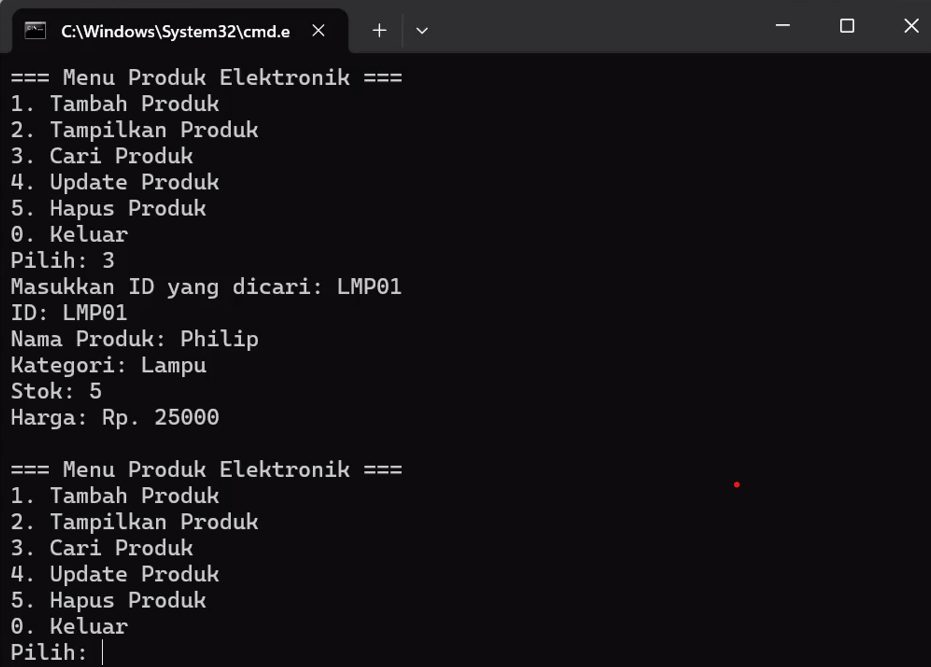 C:\Windows\System32\cmd.e
=== Menu Produk Elektronik ===
1. Tambah Produk
2. Tampilkan Produk
3. Cari Produk
4. Update Produk
5. Hapus Produk
0. Keluar
Pilih: 3
Masukkan ID yang dicari: LMP01
ID: LMP01
Nama Produk: Philip
Kategori: Lampu
Stok: 5
Harga: Rp. 25000
=== Menu Produk Elektronik ===
1. Tambah Produk
2. Tampilkan Produk
3. Cari Produk
4. Update Produk
5. Hapus Produk
0. Keluar
Pilih: